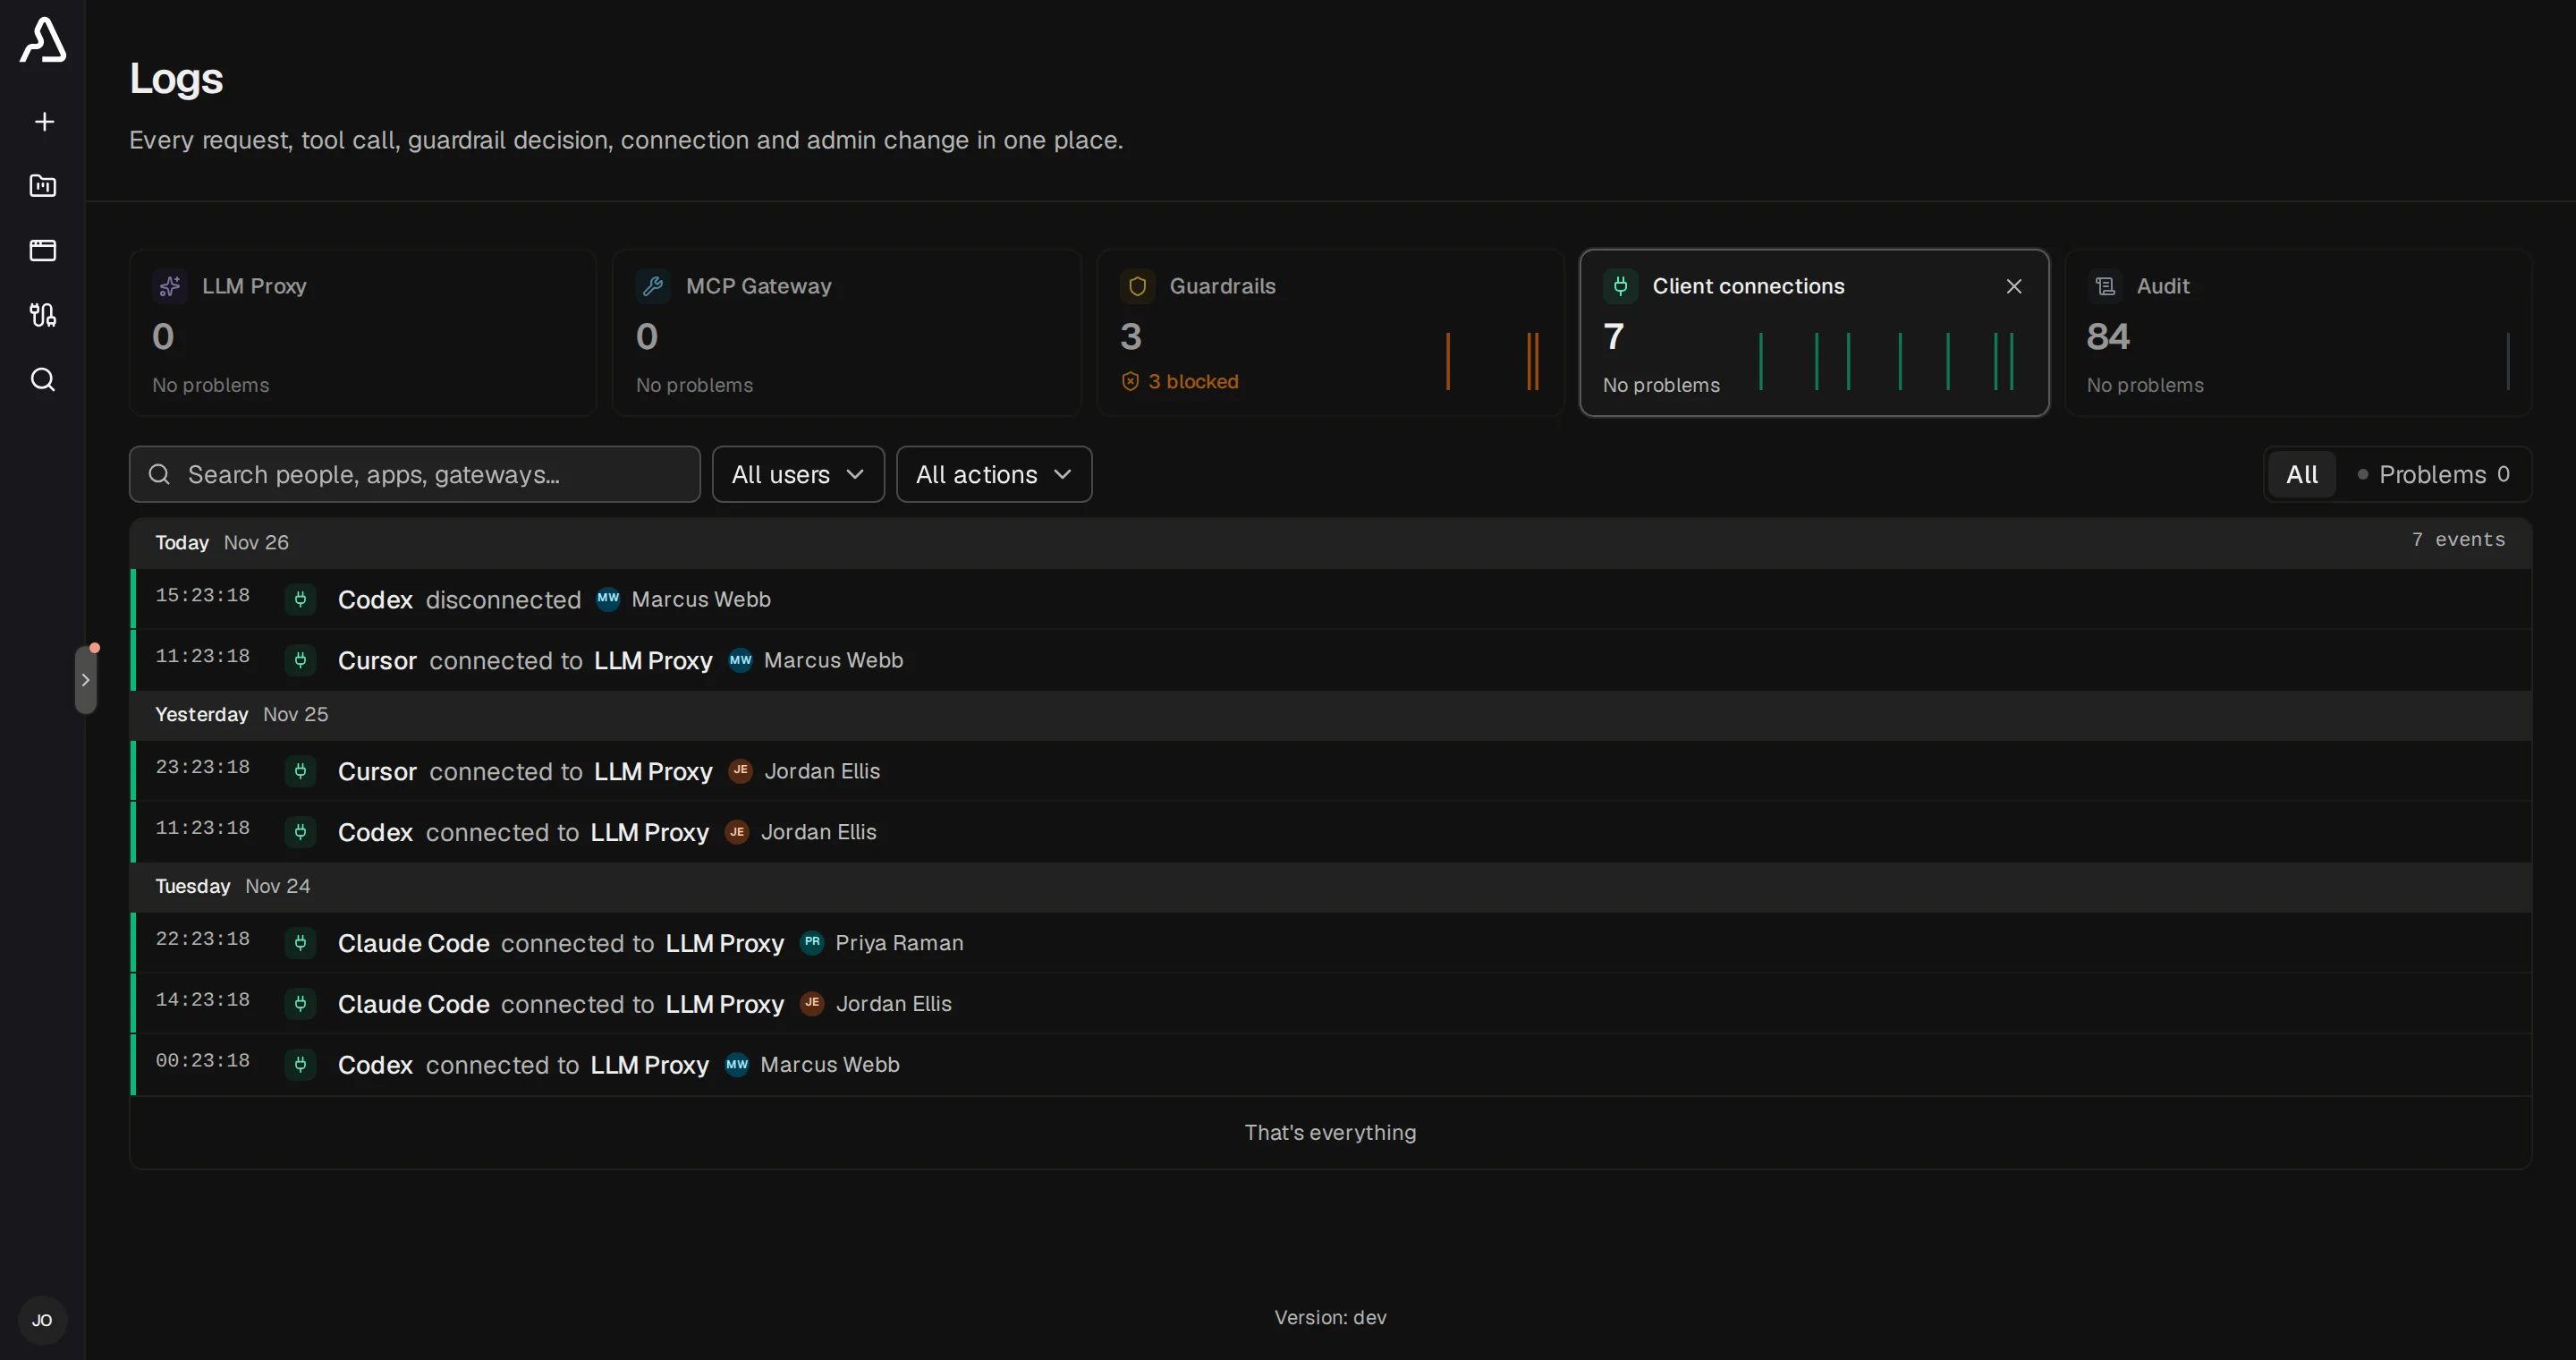 Logs
Every request, tool call, guardrail decision, connection and admin change in one place.
LLM Proxy
0
No problems
MCP Gateway
0
No problems
Guardrails
3
3 blocked
Client connections
7
No problems
Audit
84
No problems
Search people, apps, gateways...
All users
All actions
All
Problems 0
Today Nov 26
7 events
15:23:18 Codex disconnected MW Marcus Webb
11:23:18 Cursor connected to LLM Proxy MW Marcus Webb
Yesterday Nov 25
23:23:18 Cursor connected to LLM Proxy JE Jordan Ellis
11:23:18 Codex connected to LLM Proxy JE Jordan Ellis
Tuesday Nov 24
22:23:18 Claude Code connected to LLM Proxy PR Priya Raman
14:23:18 Claude Code connected to LLM Proxy JE Jordan Ellis
00:23:18 Codex connected to LLM Proxy MW Marcus Webb
That's everything
JO
Version: dev